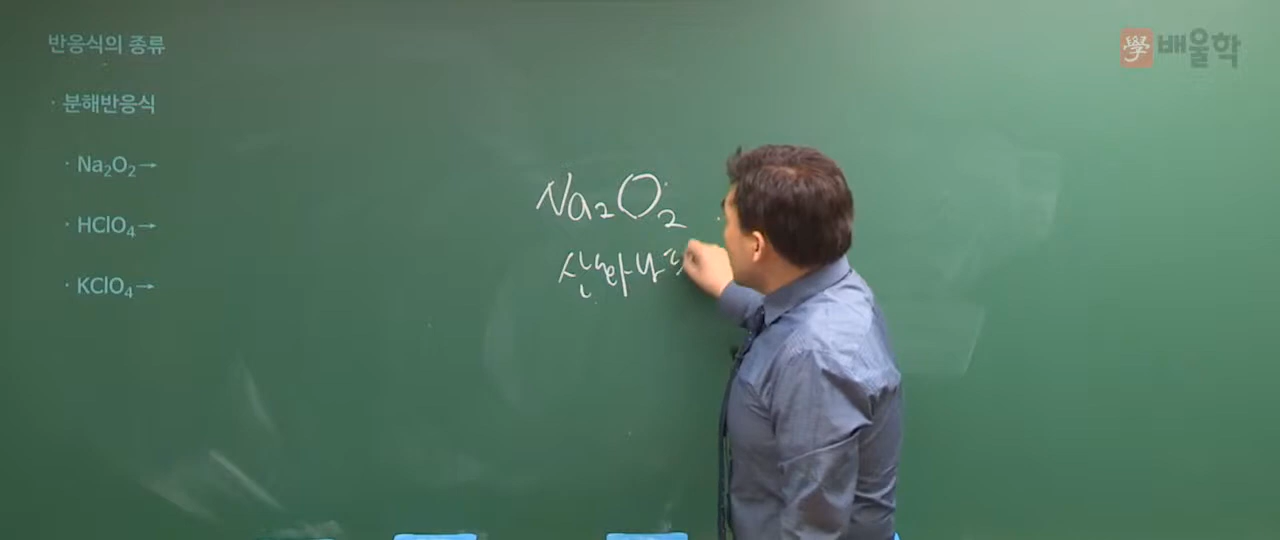 반응식의 종류
學 배울학
· 분해반응식
· Na₂O₂→
· HClO₄→
· KClO₄→
Na₂O₂
산화나